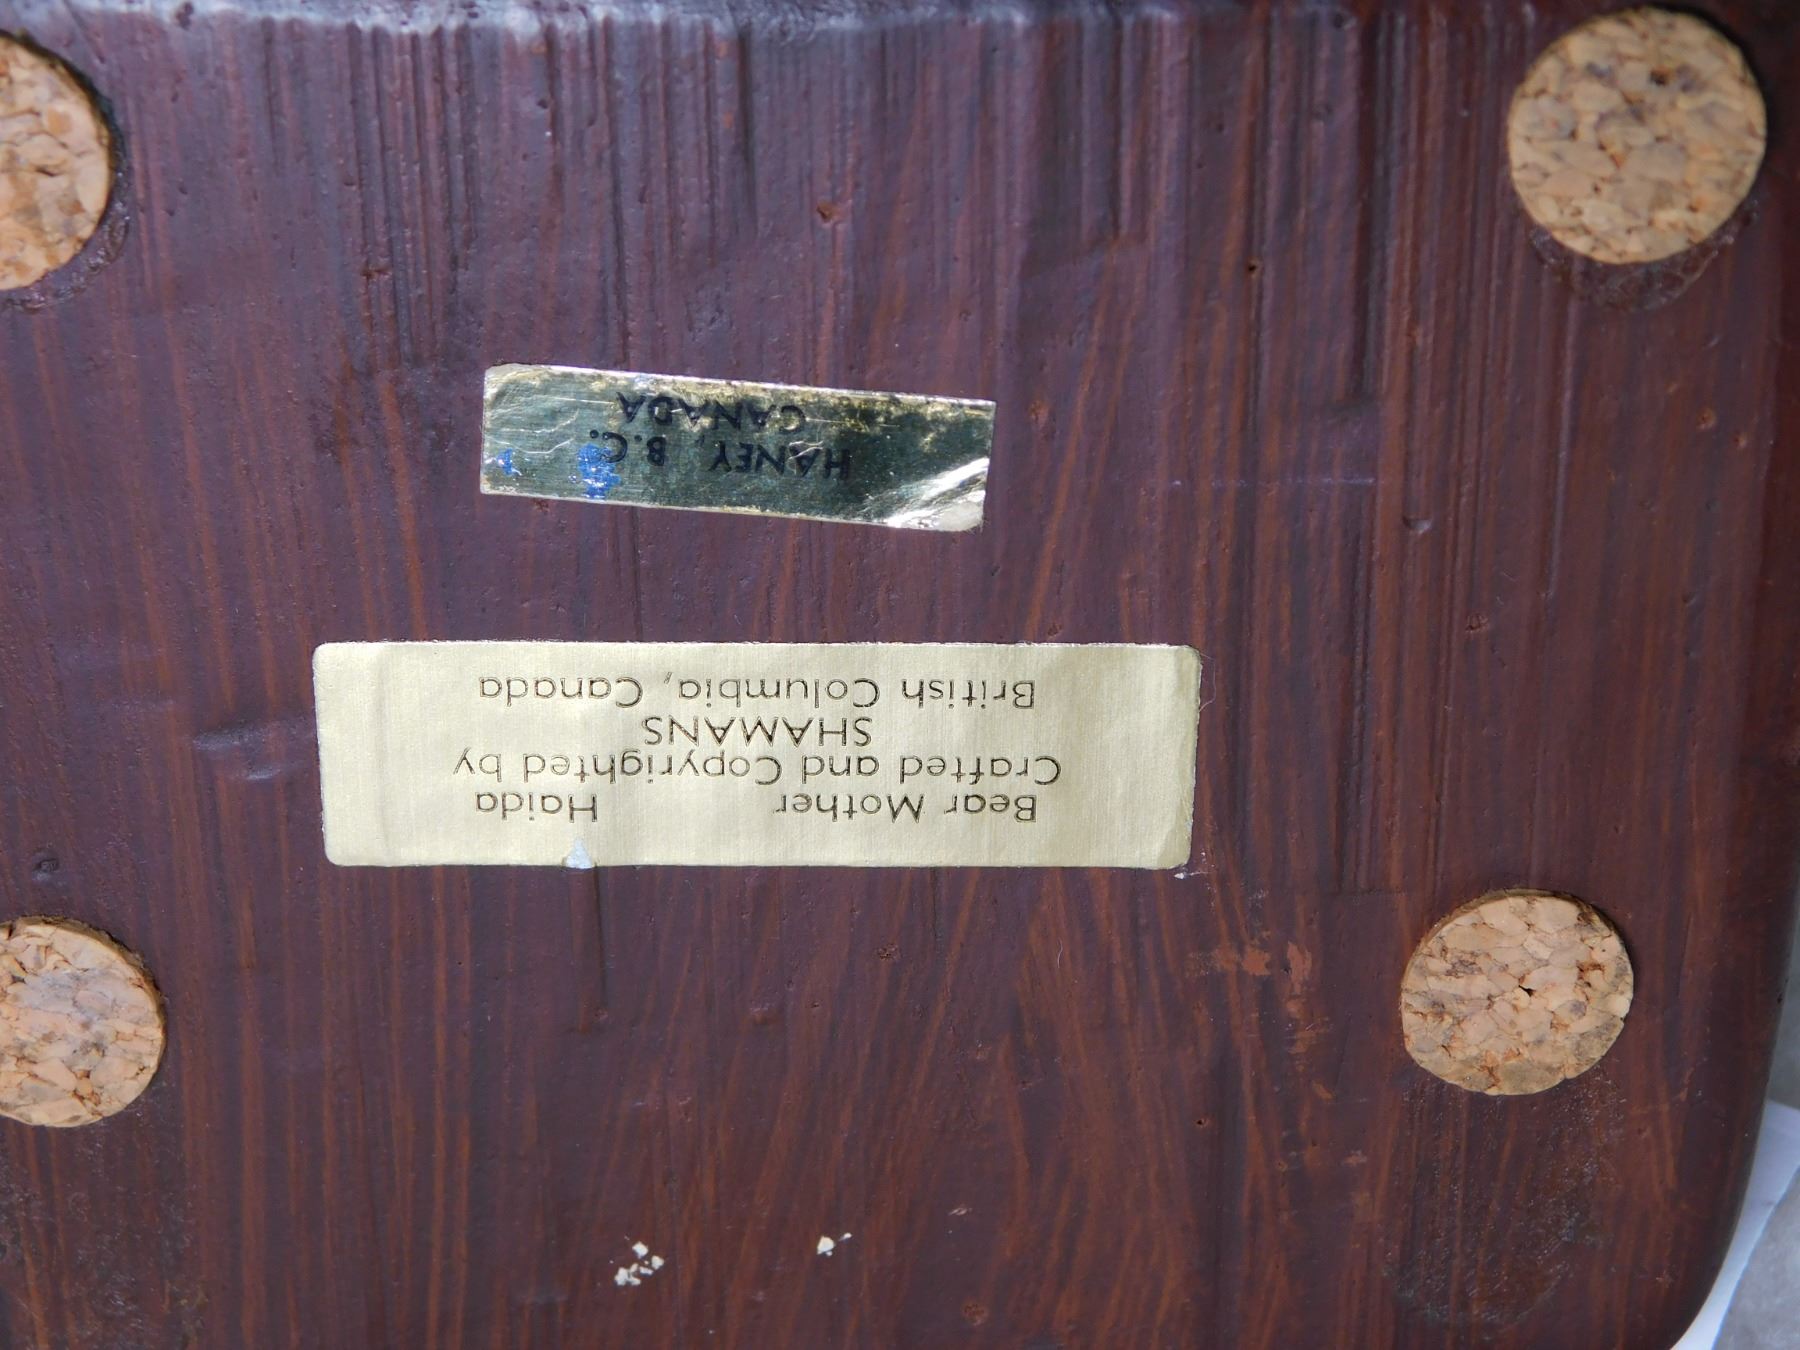 Bear Mother Haida
Crafted and Copyrighted by
SHAMANS
British Columbia, Canada
HANEY, B.C.
CANADA